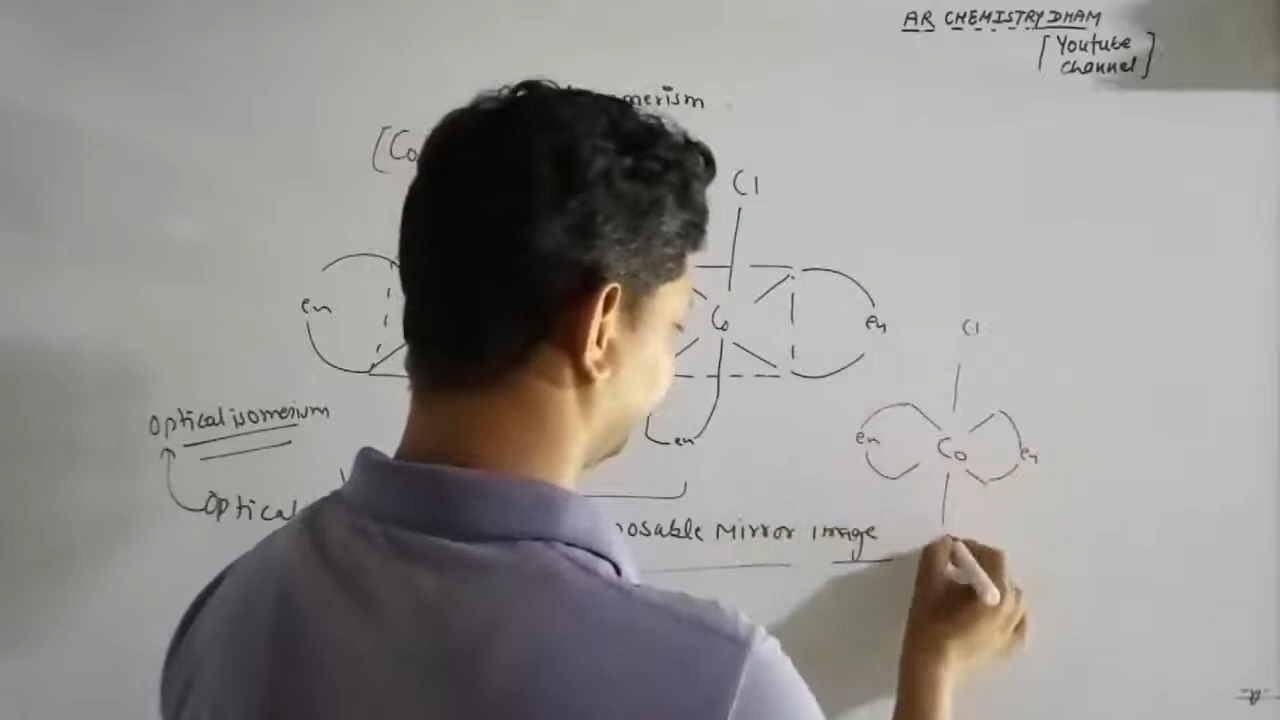 AR CHEMISTRY DHAM
[Youtube
channel]
merism
[Co
Cl
en
Co
en
en
Cl
en
Co
en
Optical isomerism
Optical
posable Mirror image